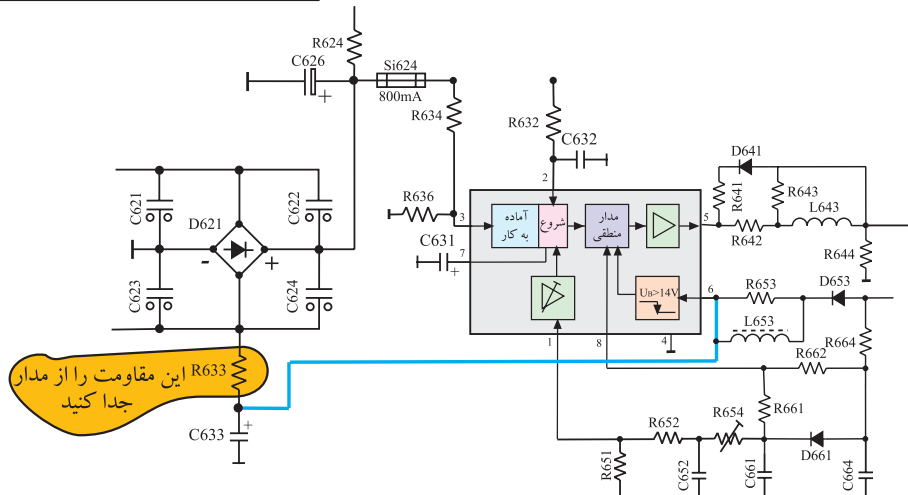 R624
C626
+
Si624
800mA
R634
R632
C632
2
D641
R641
R643
L643
R642
R644
C621
C622
D621
-
+
C623
C624
R636
3
C631
+
7
آماده
به کار
شروع
مدار
منطقی
5
U_B>14V
6
1
8
4
R653
D653
L653
R664
R662
R633
این مقاومت را از مدار
جدا کنید
C633
+
R661
R652
R654
D661
R651
C652
C661
C664